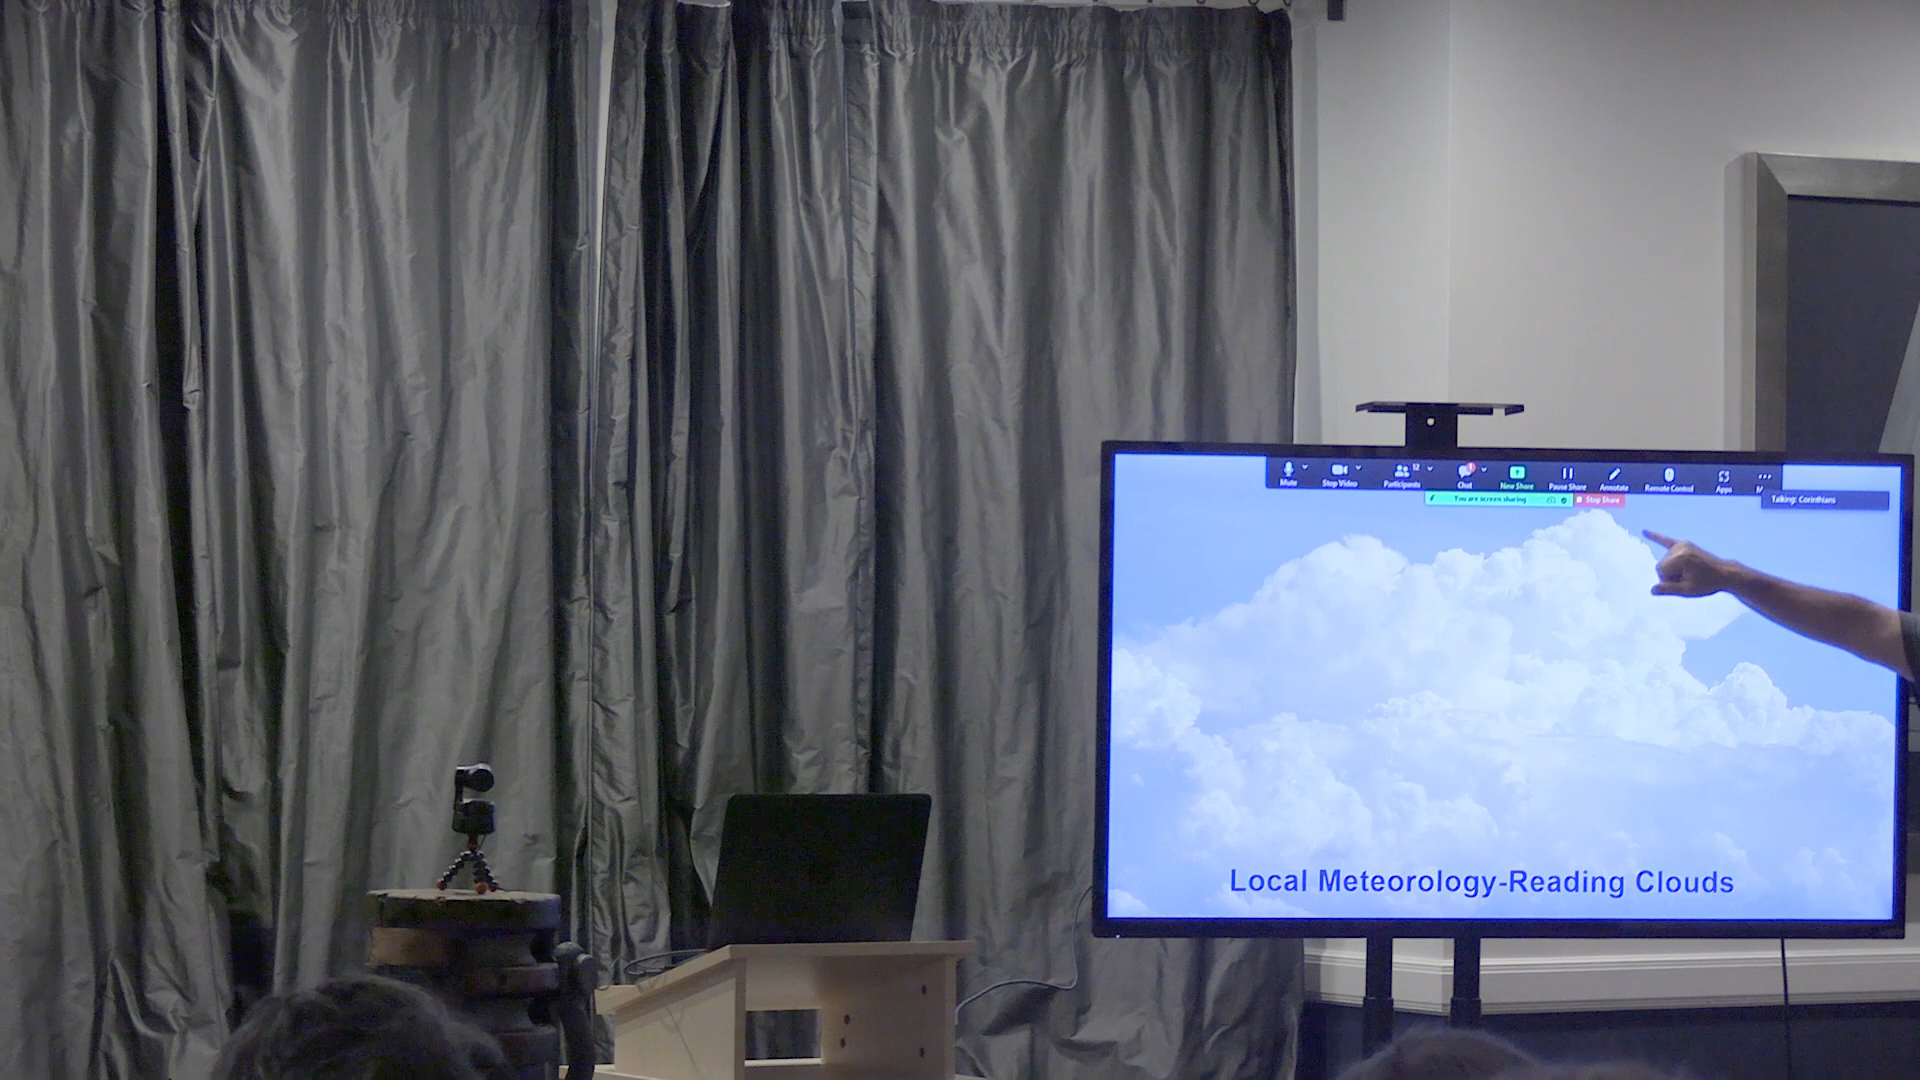 Mute Stop Video Participants 12 Chat New Share Pause Share Annotate Remote Control Apps
You are screen sharing Stop Share
Talking: Corinthians
Local Meteorology-Reading Clouds